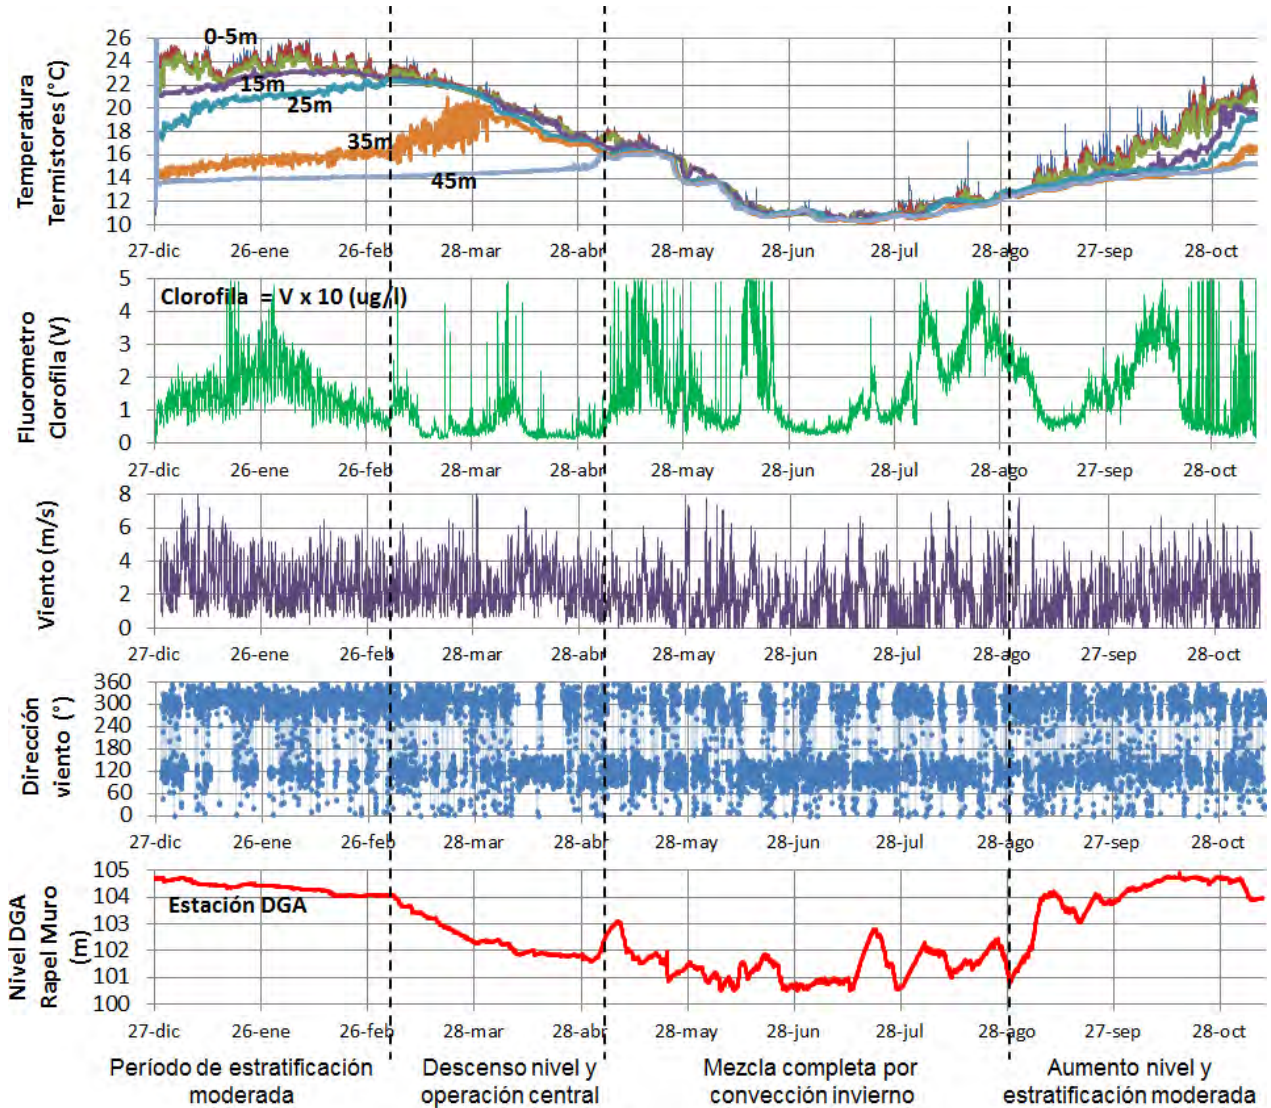 Temperatura
Termistores (°C)
26
24
22
20
18
16
14
12
10
0-5m
15m
25m
35m
45m
27-dic
26-ene
26-feb
28-mar
28-abr
28-may
28-jun
28-jul
28-ago
27-sep
28-oct
Fluorometro
Clorofila (V)
5
4
3
2
1
0
Clorofila = V x 10 (ug/l)
27-dic
26-ene
26-feb
28-mar
28-abr
28-may
28-jun
28-jul
28-ago
27-sep
28-oct
Viento (m/s)
8
6
4
2
0
27-dic
26-ene
26-feb
28-mar
28-abr
28-may
28-jun
28-jul
28-ago
27-sep
28-oct
Dirección
viento (°)
360
300
240
180
120
60
0
27-dic
26-ene
26-feb
28-mar
28-abr
28-may
28-jun
28-jul
28-ago
27-sep
28-oct
Nivel DGA
Rapel Muro
(m)
105
104
103
102
101
100
Estación DGA
27-dic
26-ene
26-feb
28-mar
28-abr
28-may
28-jun
28-jul
28-ago
27-sep
28-oct
Período de estratificación
moderada
Descenso nivel y
operación central
Mezcla completa por
convección invierno
Aumento nivel y
estratificación moderada